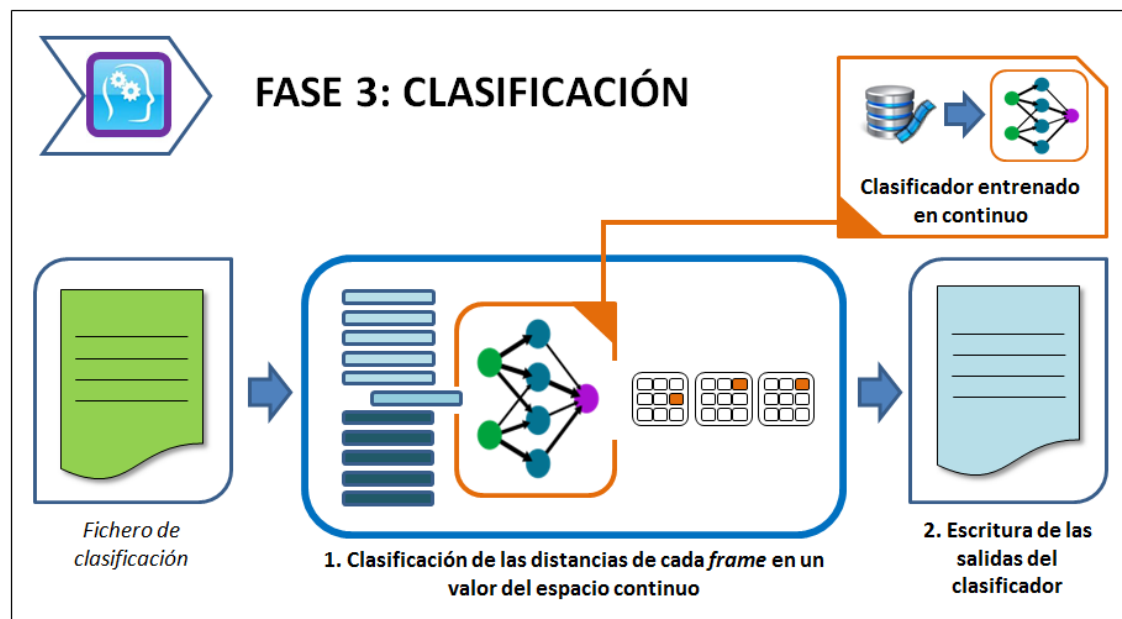 FASE 3: CLASIFICACIÓN
Clasificador entrenado
en continuo
Fichero de
clasificación
1. Clasificación de las distancias de cada frame en un
valor del espacio continuo
2. Escritura de las
salidas del
clasificador